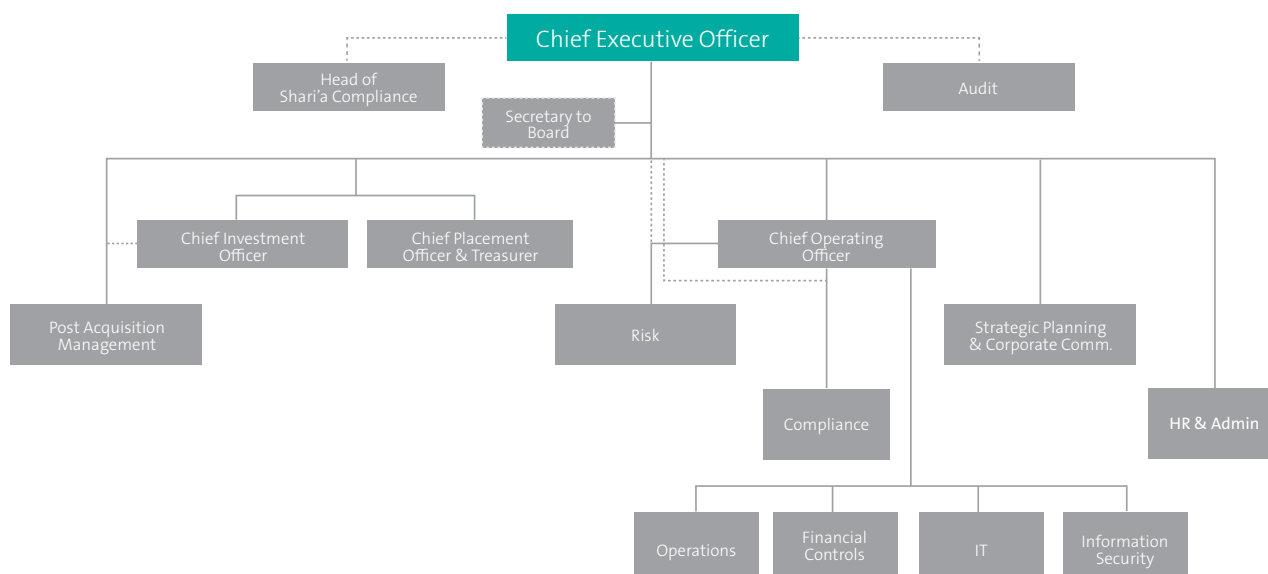 Chief Executive Officer
Head of
Shari’a Compliance
Audit
Secretary to
Board
Chief Investment
Officer
Chief Placement
Officer & Treasurer
Chief Operating
Officer
Post Acquisition
Management
Risk
Strategic Planning
& Corporate Comm.
Compliance
HR & Admin
Operations
Financial
Controls
IT
Information
Security